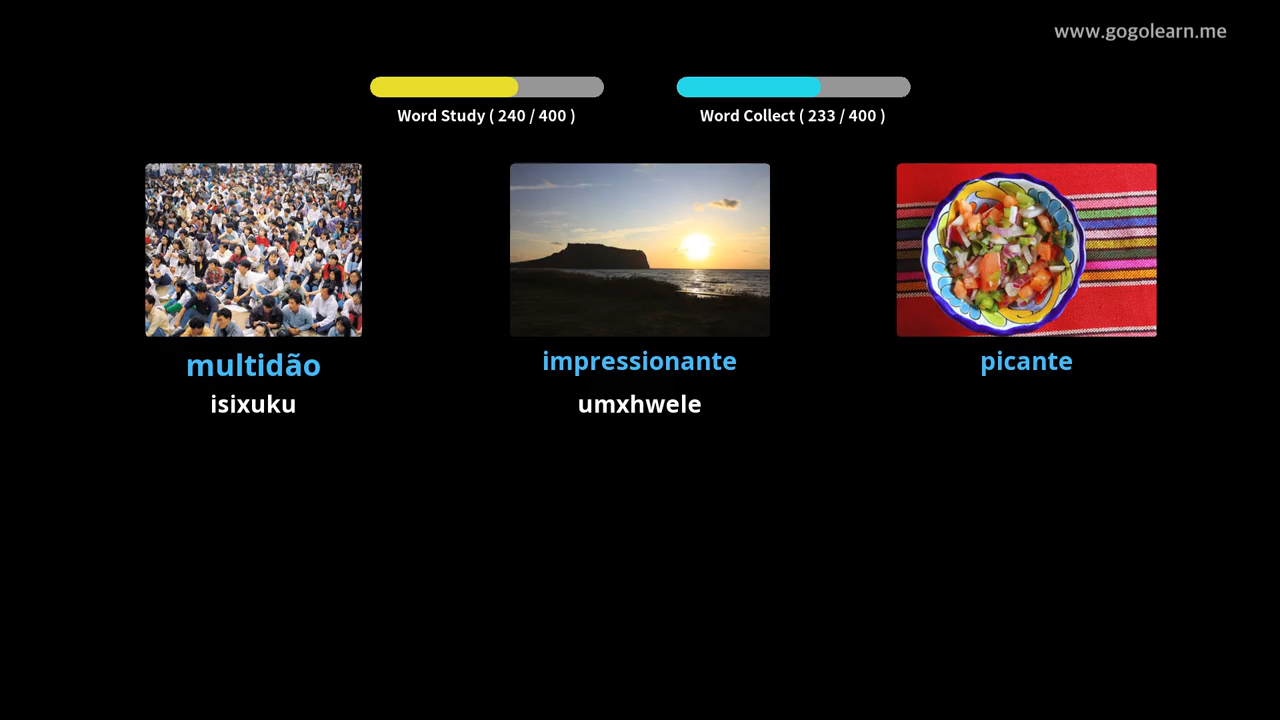 www.gogolearn.me
Word Study ( 240 / 400 )
Word Collect ( 233 / 400 )
multidão
impressionante
picante
isixuku
umxhwele